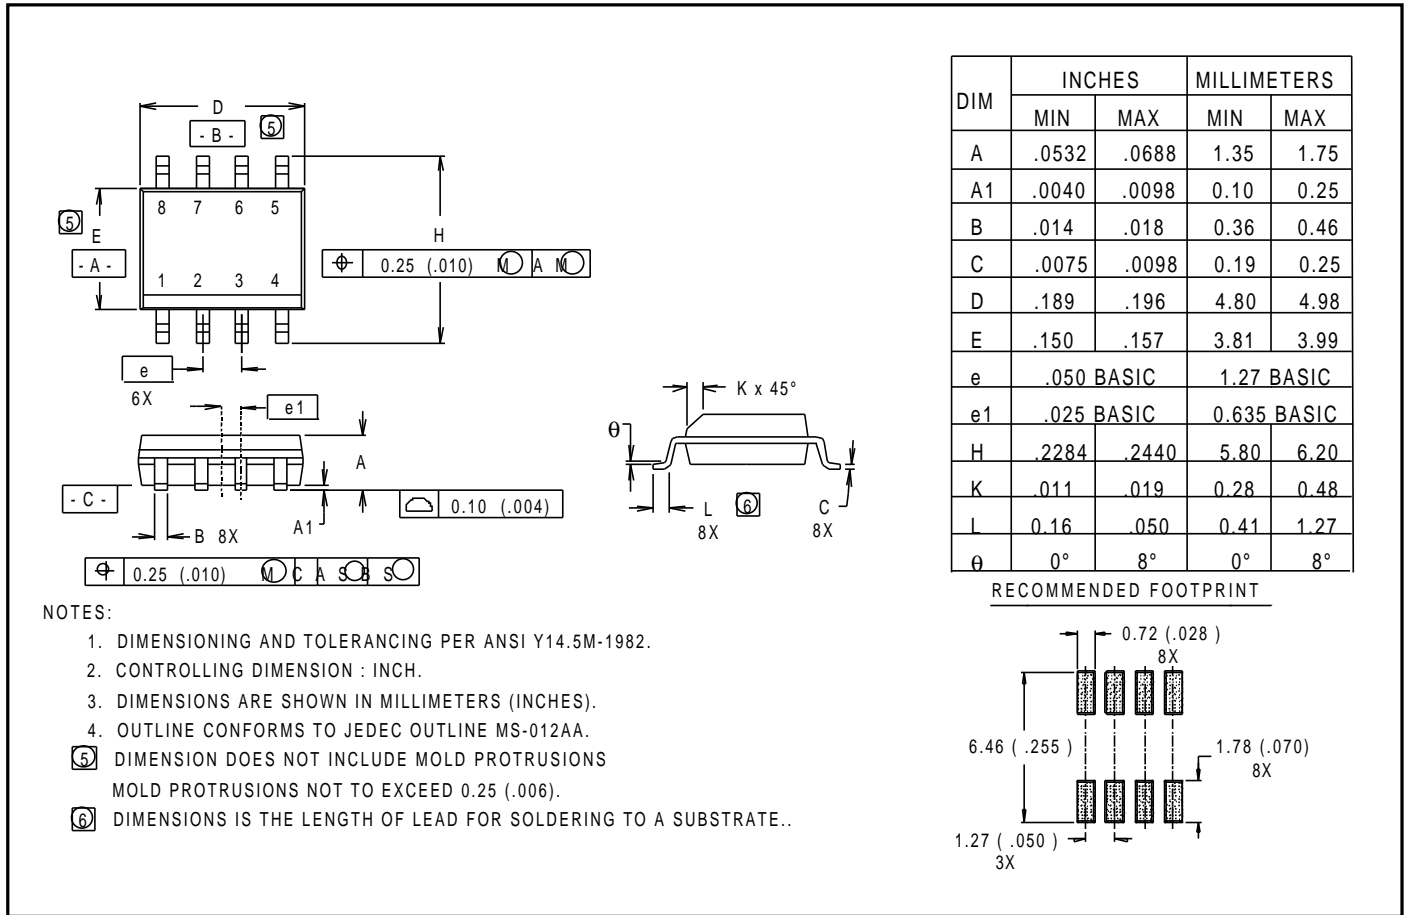 D
- B - 5
8 7 6 5
5 E
- A -
H
0.25 (.010) M A M
1 2 3 4
e
6X
e1
A
- C -
A1
B 8X
0.10 (.004)
0.25 (.010) M C A S B S
K x 45°
θ
L 6
8X
C
8X
DIM INCHES MILLIMETERS
MIN MAX MIN MAX
A .0532 .0688 1.35 1.75
A1 .0040 .0098 0.10 0.25
B .014 .018 0.36 0.46
C .0075 .0098 0.19 0.25
D .189 .196 4.80 4.98
E .150 .157 3.81 3.99
e .050 BASIC 1.27 BASIC
e1 .025 BASIC 0.635 BASIC
H .2284 .2440 5.80 6.20
K .011 .019 0.28 0.48
L 0.16 .050 0.41 1.27
θ 0° 8° 0° 8°
RECOMMENDED FOOTPRINT
0.72 (.028 )
8X
6.46 ( .255 )
1.78 (.070)
8X
1.27 ( .050 )
3X
NOTES:
1. DIMENSIONING AND TOLERANCING PER ANSI Y14.5M-1982.
2. CONTROLLING DIMENSION : INCH.
3. DIMENSIONS ARE SHOWN IN MILLIMETERS (INCHES).
4. OUTLINE CONFORMS TO JEDEC OUTLINE MS-012AA.
5 DIMENSION DOES NOT INCLUDE MOLD PROTRUSIONS
MOLD PROTRUSIONS NOT TO EXCEED 0.25 (.006).
6 DIMENSIONS IS THE LENGTH OF LEAD FOR SOLDERING TO A SUBSTRATE..